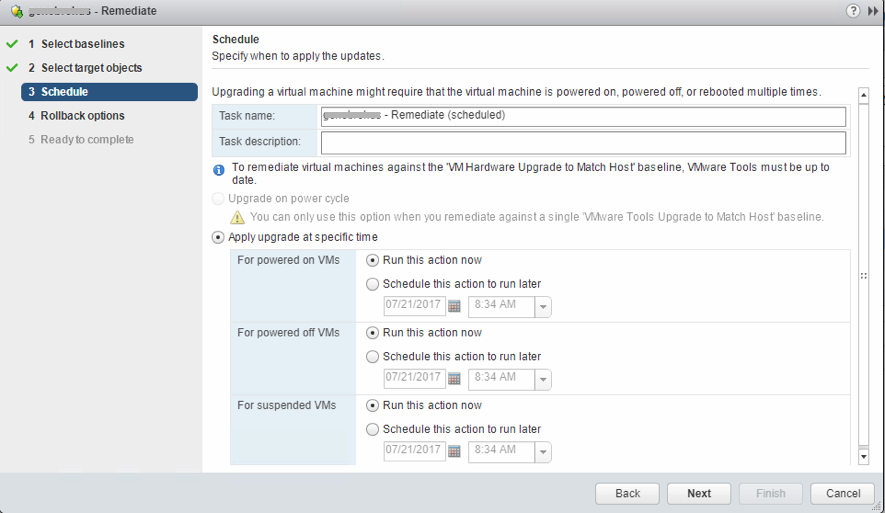 - Remediate
1 Select baselines
2 Select target objects
3 Schedule
4 Rollback options
5 Ready to complete
Schedule
Specify when to apply the updates.
Upgrading a virtual machine might require that the virtual machine is powered on, powered off, or rebooted multiple times.
Task name: - Remediate (scheduled)
Task description:
To remediate virtual machines against the 'VM Hardware Upgrade to Match Host' baseline, VMware Tools must be up to
date.
Upgrade on power cycle
You can only use this option when you remediate against a single 'VMware Tools Upgrade to Match Host' baseline.
Apply upgrade at specific time
For powered on VMs Run this action now
Schedule this action to run later
07/21/2017 8:34 AM
For powered off VMs Run this action now
Schedule this action to run later
07/21/2017 8:34 AM
For suspended VMs Run this action now
Schedule this action to run later
07/21/2017 8:34 AM
Back Next Finish Cancel